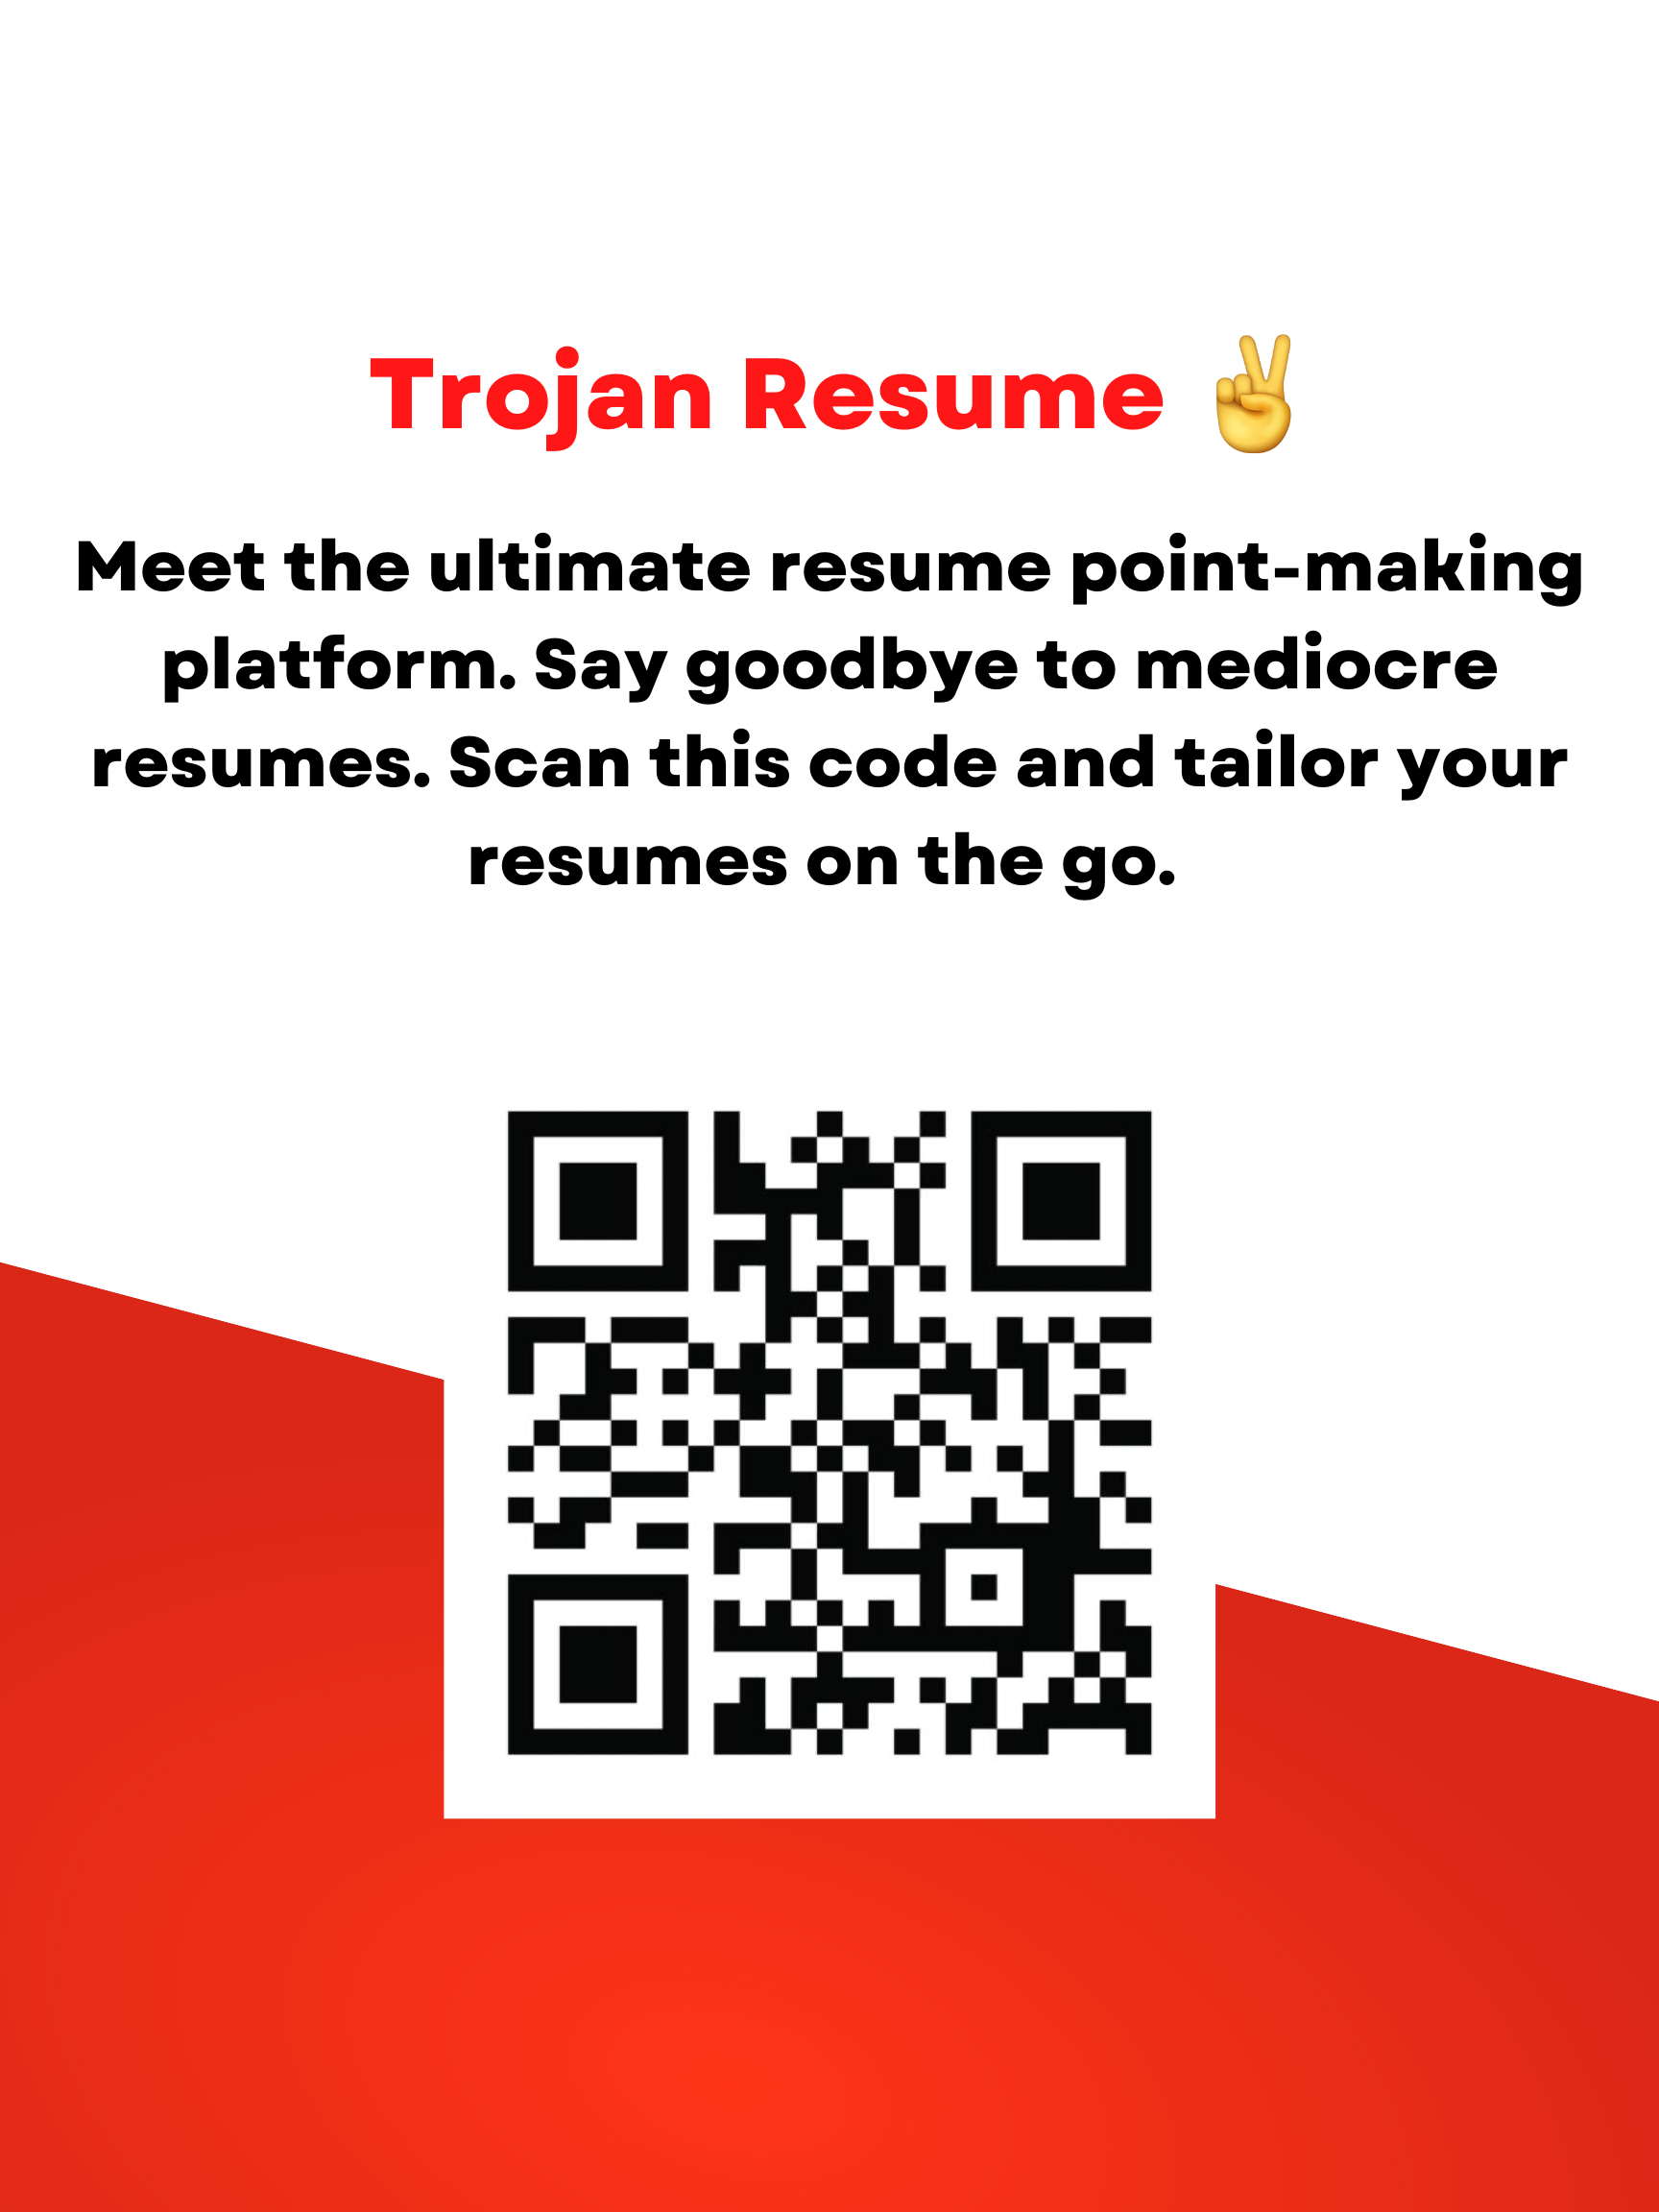 Trojan Resume ✌️
Meet the ultimate resume point-making
platform. Say goodbye to mediocre
resumes. Scan this code and tailor your
resumes on the go.